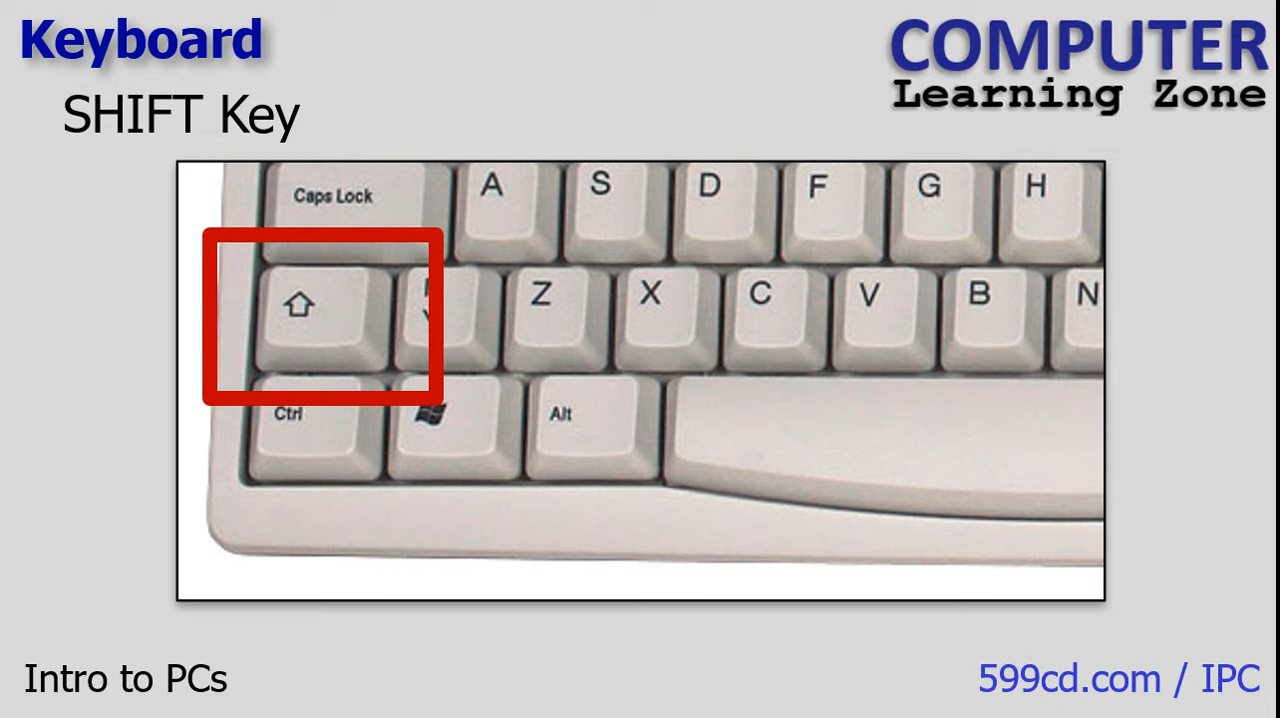 Keyboard
COMPUTER
Learning Zone
SHIFT Key
Caps Lock A S D F G H
Z X C V B N
Ctrl Alt
Intro to PCs
599cd.com / IPC